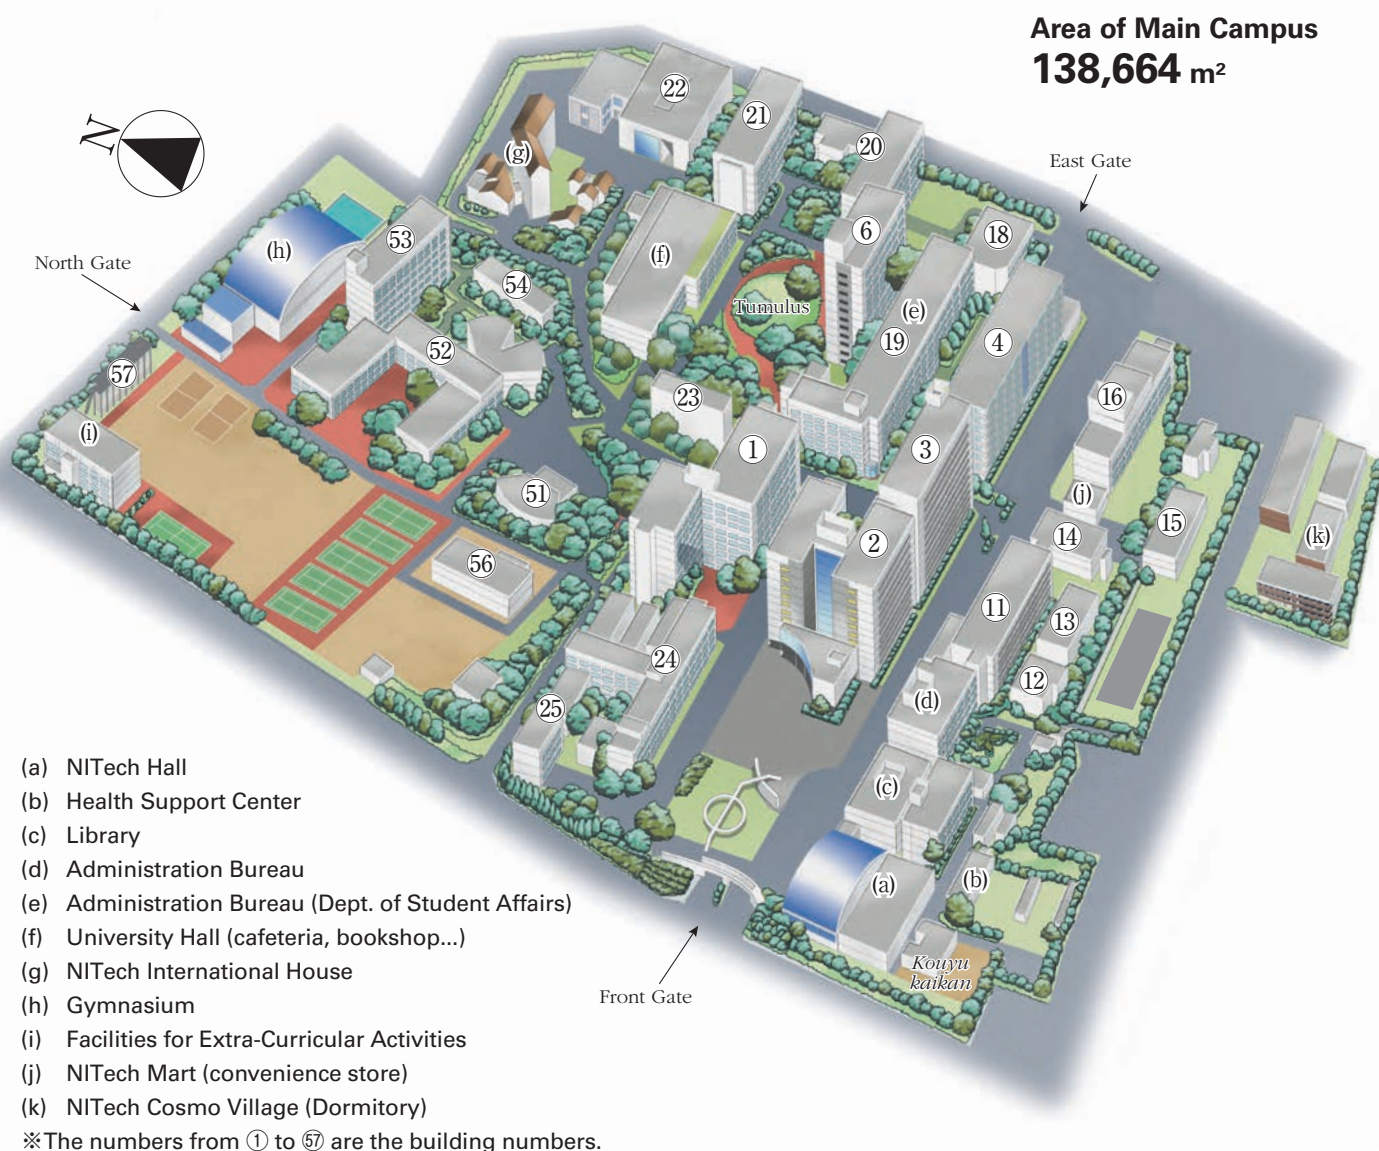 Area of Main Campus
138,664 m²
N
22
21
20
(g)
East Gate
53
(h)
(f)
6
18
North Gate
54
Tumulus
(e)
19
4
52
57
23
16
(i)
1
3
(j)
51
15
(k)
2
14
56
11
13
24
12
25
(d)
(a) NITech Hall
(b) Health Support Center
(c) Library
(d) Administration Bureau
(e) Administration Bureau (Dept. of Student Affairs)
(f) University Hall (cafeteria, bookshop...)
(g) NITech International House
(h) Gymnasium
(i) Facilities for Extra-Curricular Activities
(j) NITech Mart (convenience store)
(k) NITech Cosmo Village (Dormitory)
※The numbers from ① to 57 are the building numbers.
(c)
(a)
(b)
Kouyu
kaikan
Front Gate